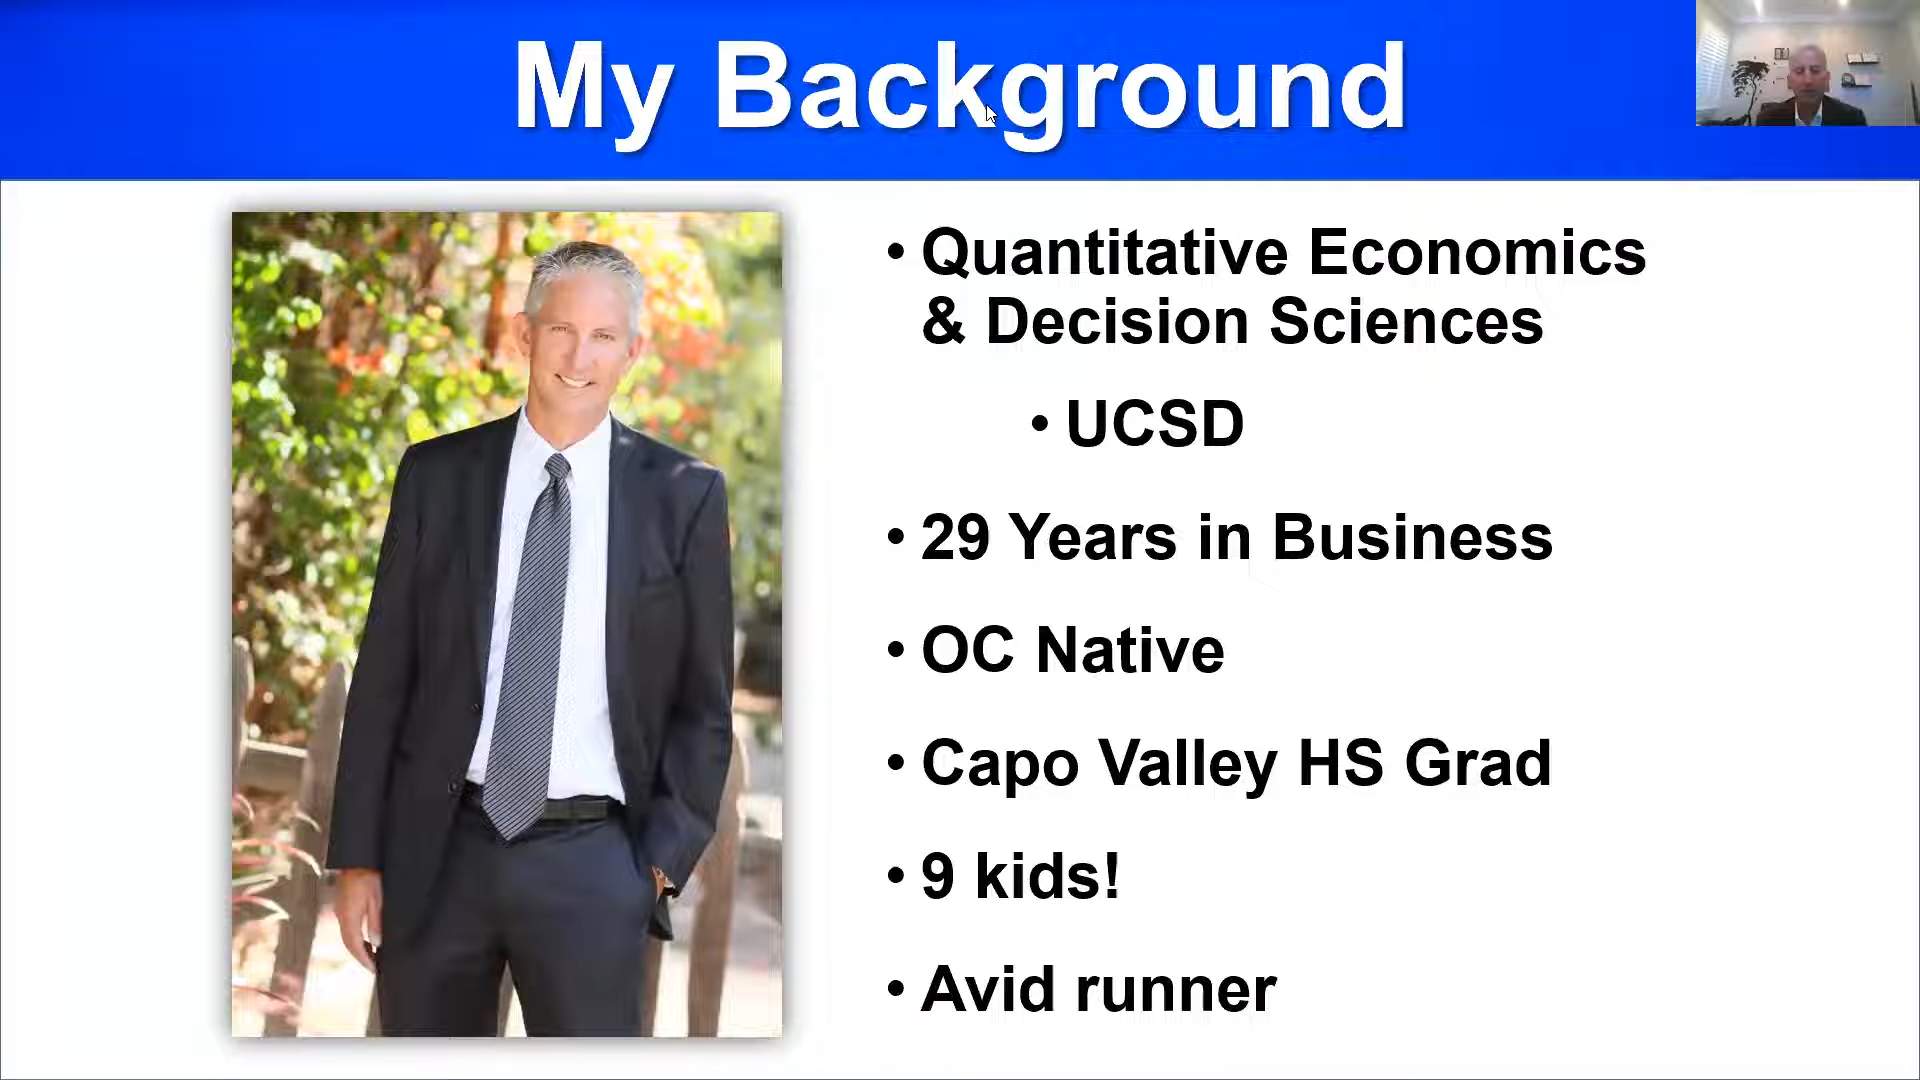 My Background
• Quantitative Economics
& Decision Sciences
• UCSD
• 29 Years in Business
• OC Native
• Capo Valley HS Grad
• 9 kids!
• Avid runner